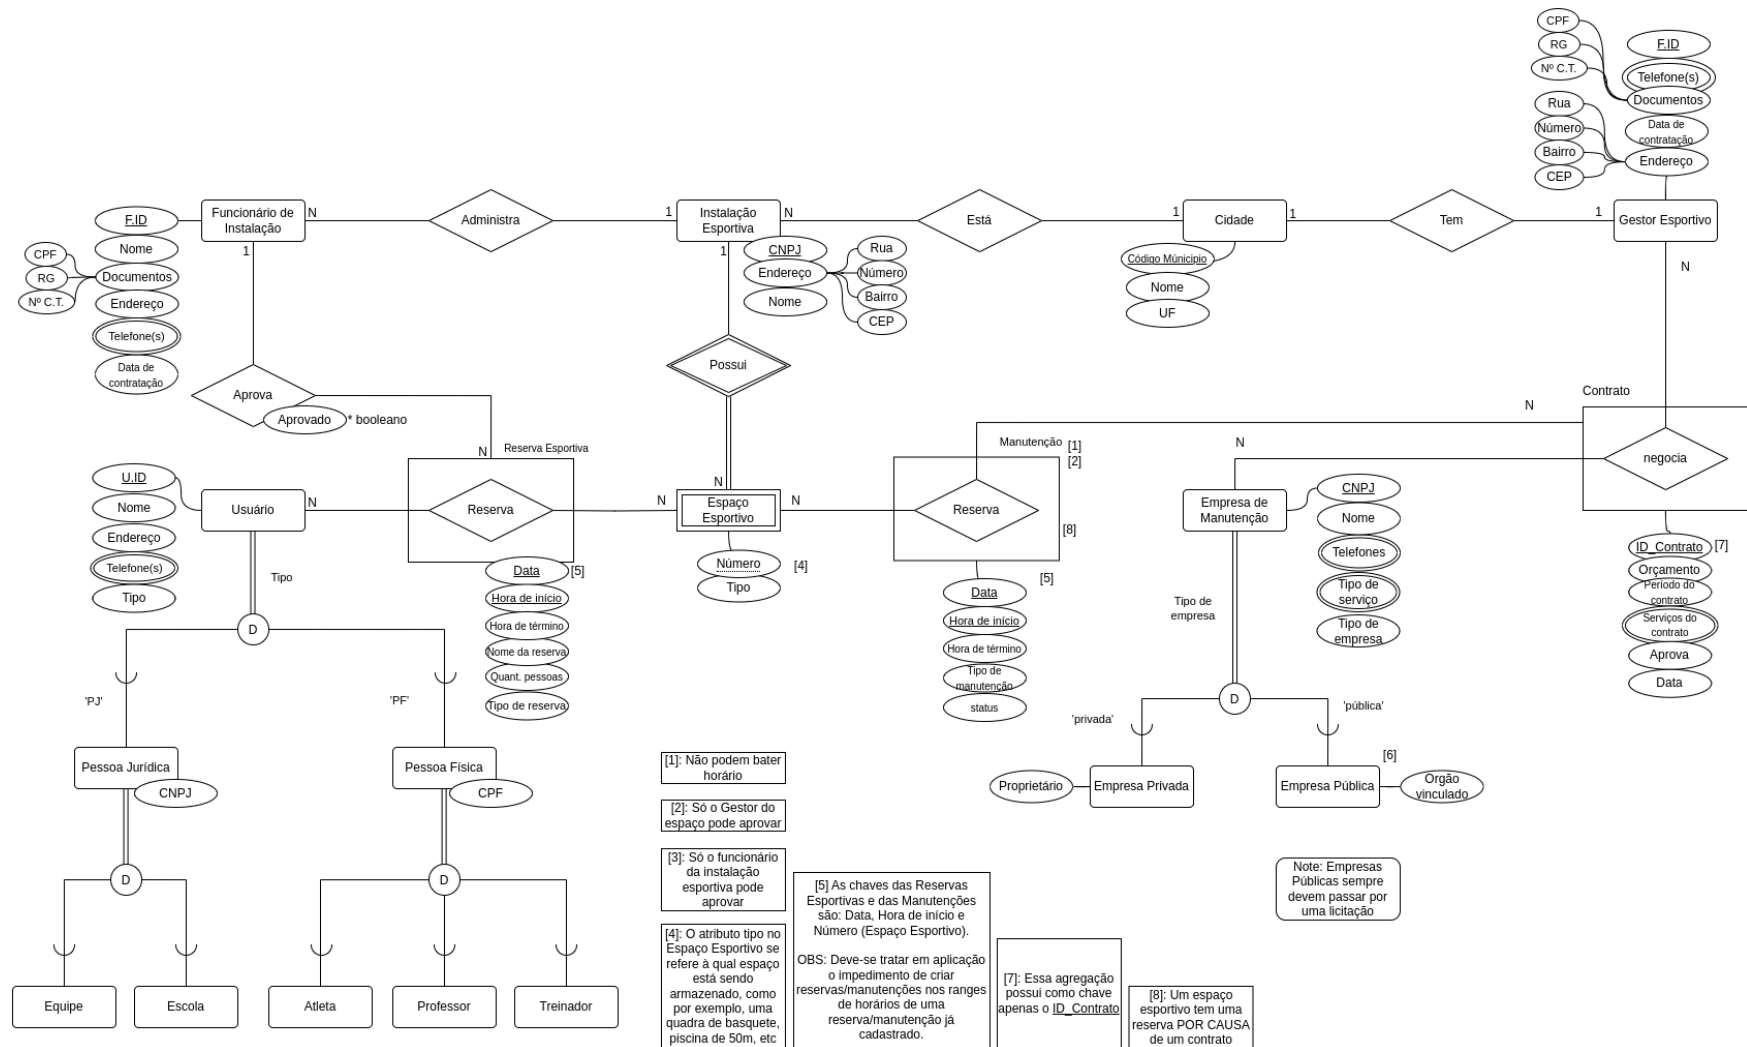 CPF
RG
Nº C.T.
F.ID
Telefone(s)
Documentos
Rua
Número
Bairro
CEP
Data de
contratação
Endereço
F.ID
Nome
CPF
RG
Nº C.T.
Documentos
Endereço
Telefone(s)
Data de
contratação
Funcionário de
Instalação
N
Administra
1
Instalação
Esportiva
N
Está
1
Cidade
1
Tem
1
Gestor Esportivo
1
1
N
CNPJ
Endereço
Nome
Rua
Número
Bairro
CEP
Código Múnicipio
Nome
UF
Possui
Aprova
Aprovado
* booleano
N
Reserva Esportiva
N
Manutenção
[1]
[2]
N
N
Contrato
negocia
U.ID
Nome
Endereço
Telefone(s)
Tipo
Usuário
N
Reserva
N
Espaço
Esportivo
N
Reserva
[8]
Empresa de
Manutenção
CNPJ
Nome
Telefones
Tipo de
serviço
Tipo de
empresa
ID_Contrato
[7]
Orçamento
Período do
contrato
Serviços do
contrato
Aprova
Data
Número
Tipo
[4]
Data
[5]
Hora de início
Hora de término
Nome da reserva
Quant. pessoas
Tipo de reserva
[5]
Data
Hora de início
Hora de término
Tipo de
manutenção
status
Tipo
D
Tipo de
empresa
D
'PJ'
'PF'
'privada'
'pública'
Pessoa Jurídica
CNPJ
Pessoa Física
CPF
Proprietário
Empresa Privada
Empresa Pública
[6]
Orgão
vinculado
D
D
Equipe
Escola
Atleta
Professor
Treinador
[1]: Não podem bater
horário
[2]: Só o Gestor do
espaço pode aprovar
[3]: Só o funcionário
da instalação
esportiva pode
aprovar
[4]: O atributo tipo no
Espaço Esportivo se
refere à qual espaço
está sendo
armazenado, como
por exemplo, uma
quadra de basquete,
piscina de 50m, etc
[5] As chaves das Reservas
Esportivas e das Manutenções
são: Data, Hora de início e
Número (Espaço Esportivo).
OBS: Deve-se tratar em aplicação
o impedimento de criar
reservas/manutenções nos ranges
de horários de uma
reserva/manutenção já
cadastrado.
[7]: Essa agregação
possui como chave
apenas o ID_Contrato
[8]: Um espaço
esportivo tem uma
reserva POR CAUSA
de um contrato
Note: Empresas
Públicas sempre
devem passar por
uma licitação